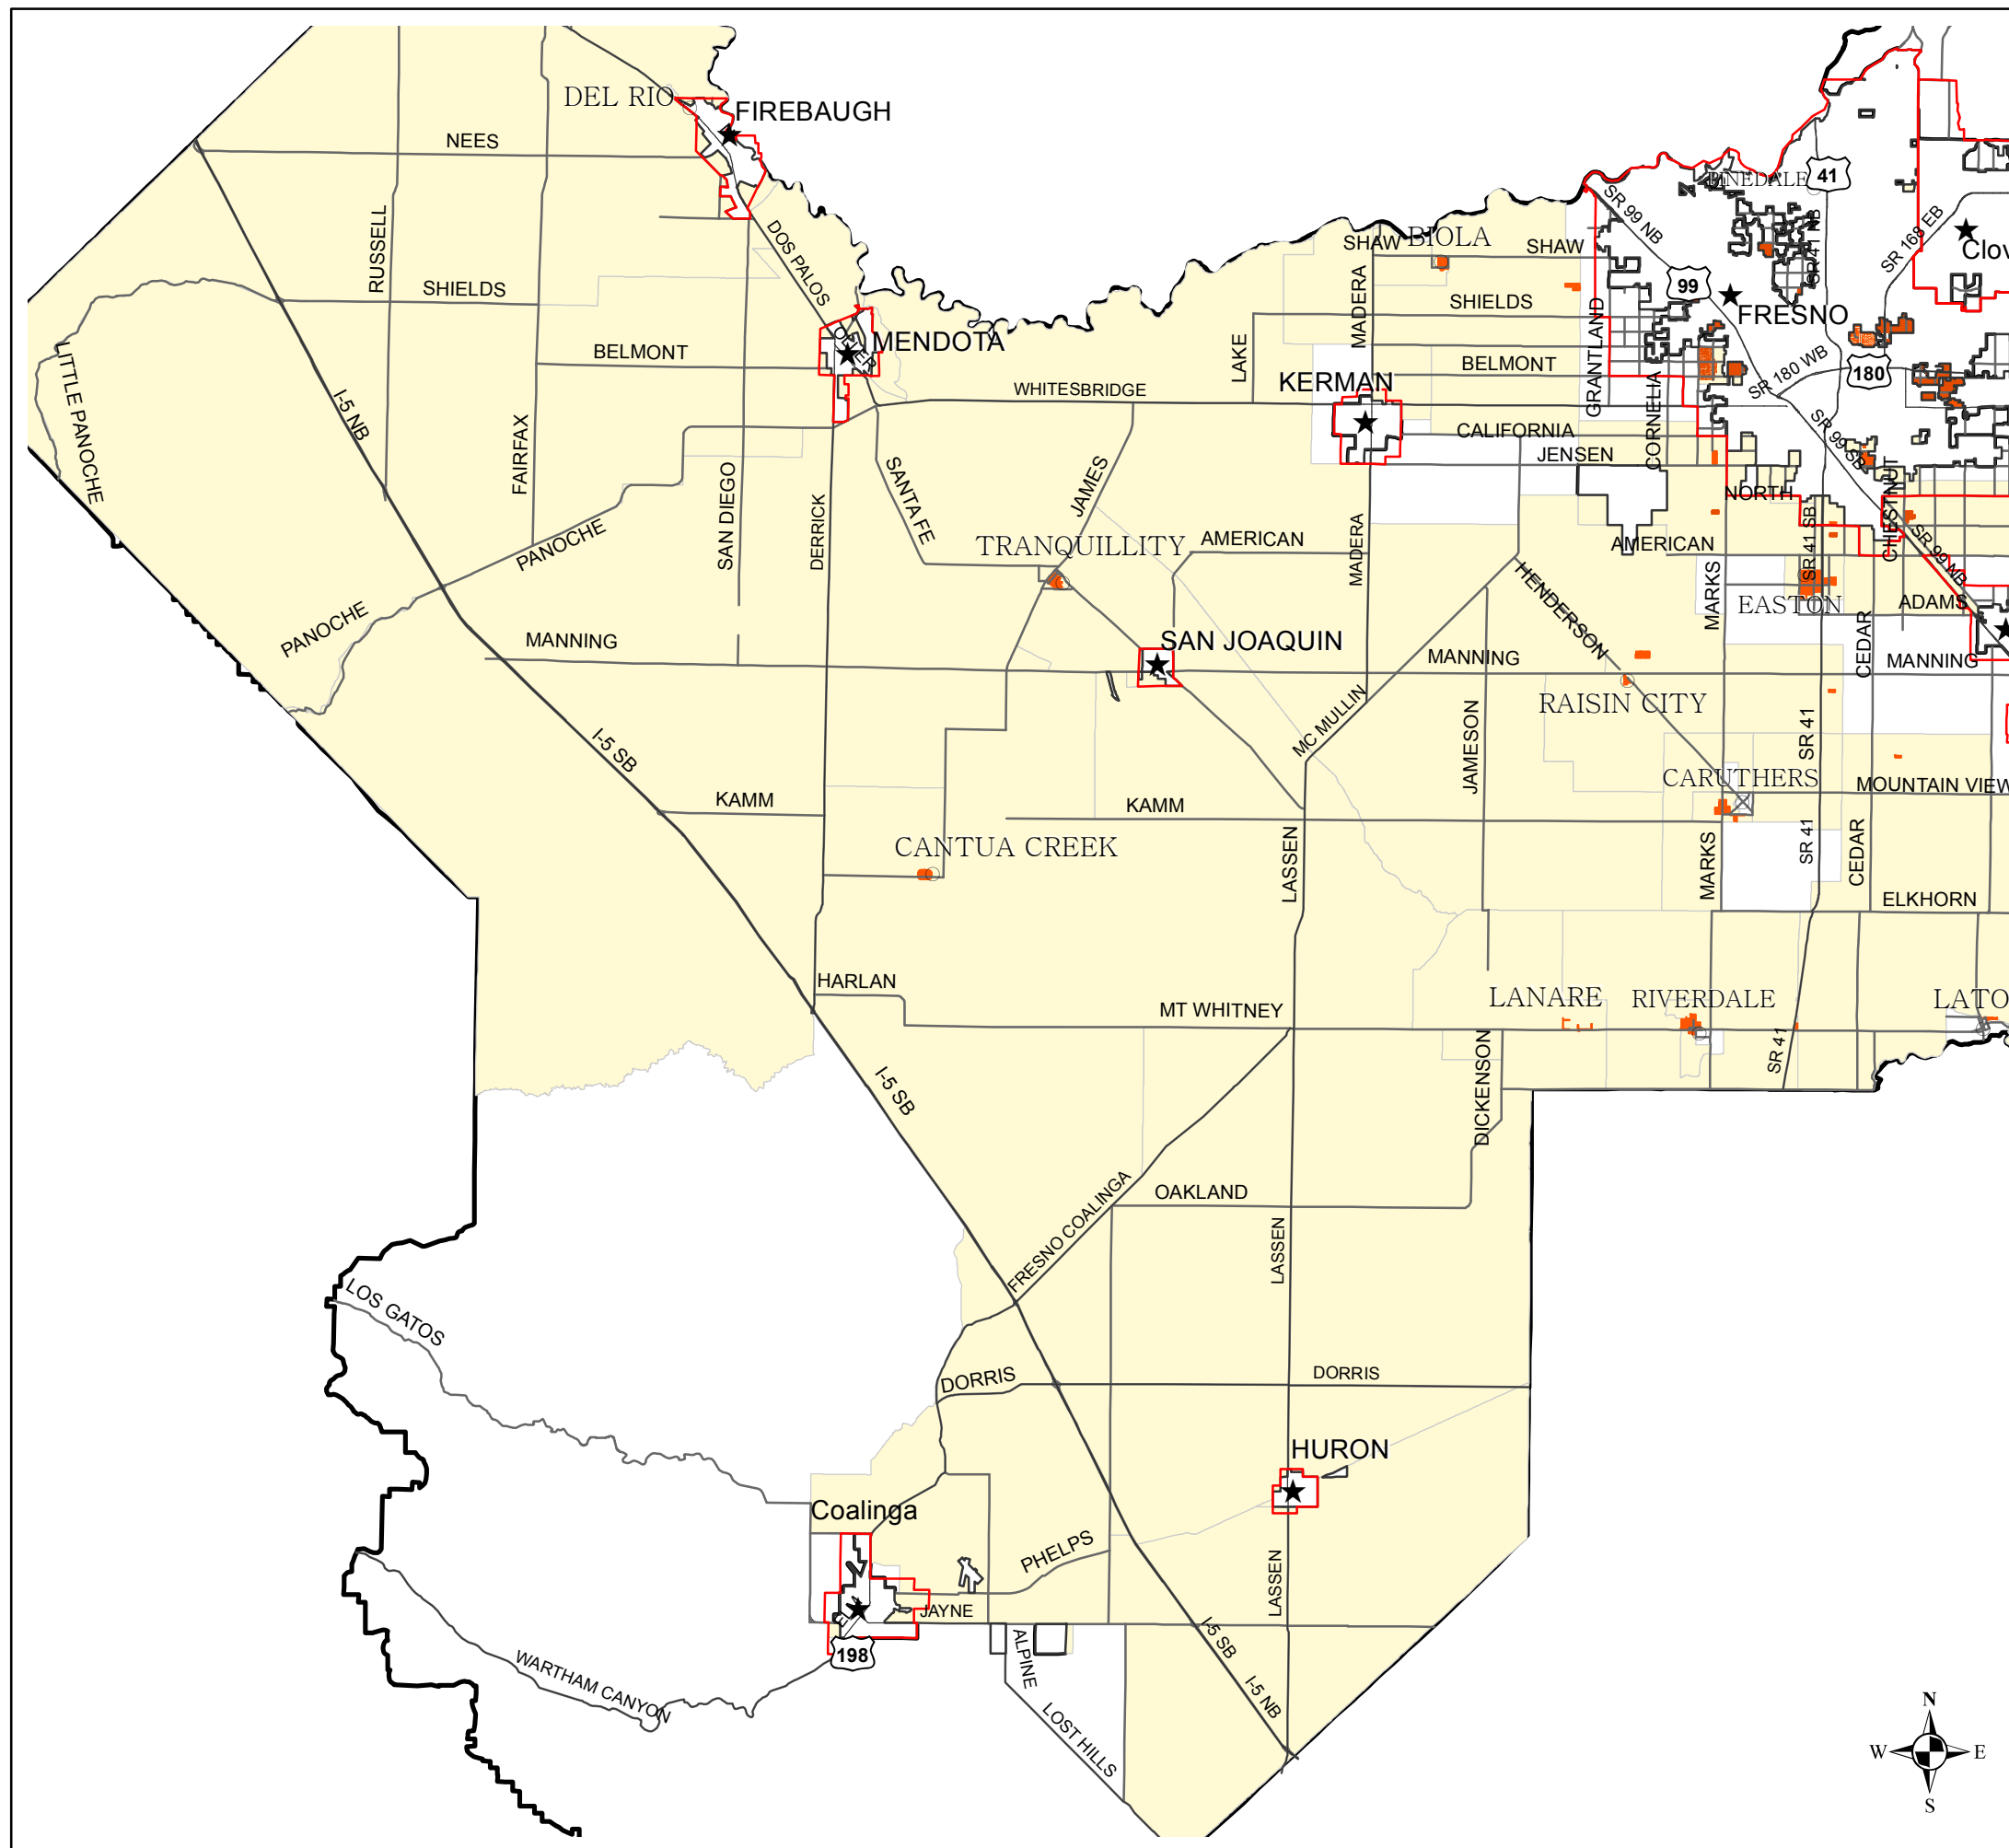 DEL RIO
FIREBAUGH
NEES
RUSSELL
DOS PALOS
SHIELDS
BELMONT
MENDOTA
LITTLE PANOCHE
I-5 NB
FAIRFAX
SAN DIEGO
DERRICK
SANTA FE
JAMES
PANOCHE
PANOCHE
WHITESBRIDGE
LAKE
MADERA
SHAW
BIOLA
SHAW
SHIELDS
BELMONT
KERMAN
GRANTLAND
CORNELIA
CALIFORNIA
JENSEN
SR 99 NB
PINEDALE
41
SR 41 NB
SR 168 EB
Clov
99
FRESNO
SR 180 WB
180
SR 99 SB
CHESTNUT
NORTH
TRANQUILLITY
AMERICAN
MADERA
AMERICAN
SR 41 SB
SR 99 NB
HENDERSON
MARKS
EASTON
ADAMS
CEDAR
MANNING
SAN JOAQUIN
MANNING
MANNING
MC MULLIN
RAISIN CITY
JAMESON
SR 41
I-5 SB
KAMM
KAMM
CARUTHERS
MOUNTAIN VIEW
CANTUA CREEK
LASSEN
MARKS
SR 41
CEDAR
ELKHORN
HARLAN
MT WHITNEY
LANARE
RIVERDALE
LATO
I-5 SB
DICKENSON
SR 41
OAKLAND
FRESNO COALINGA
LASSEN
LOS GATOS
DORRIS
DORRIS
HURON
Coalinga
PHELPS
LASSEN
JAYNE
198
ALPINE
I-5 SB
I-5 NB
WARTHAM CANYON
LOST HILLS
N
W
E
S